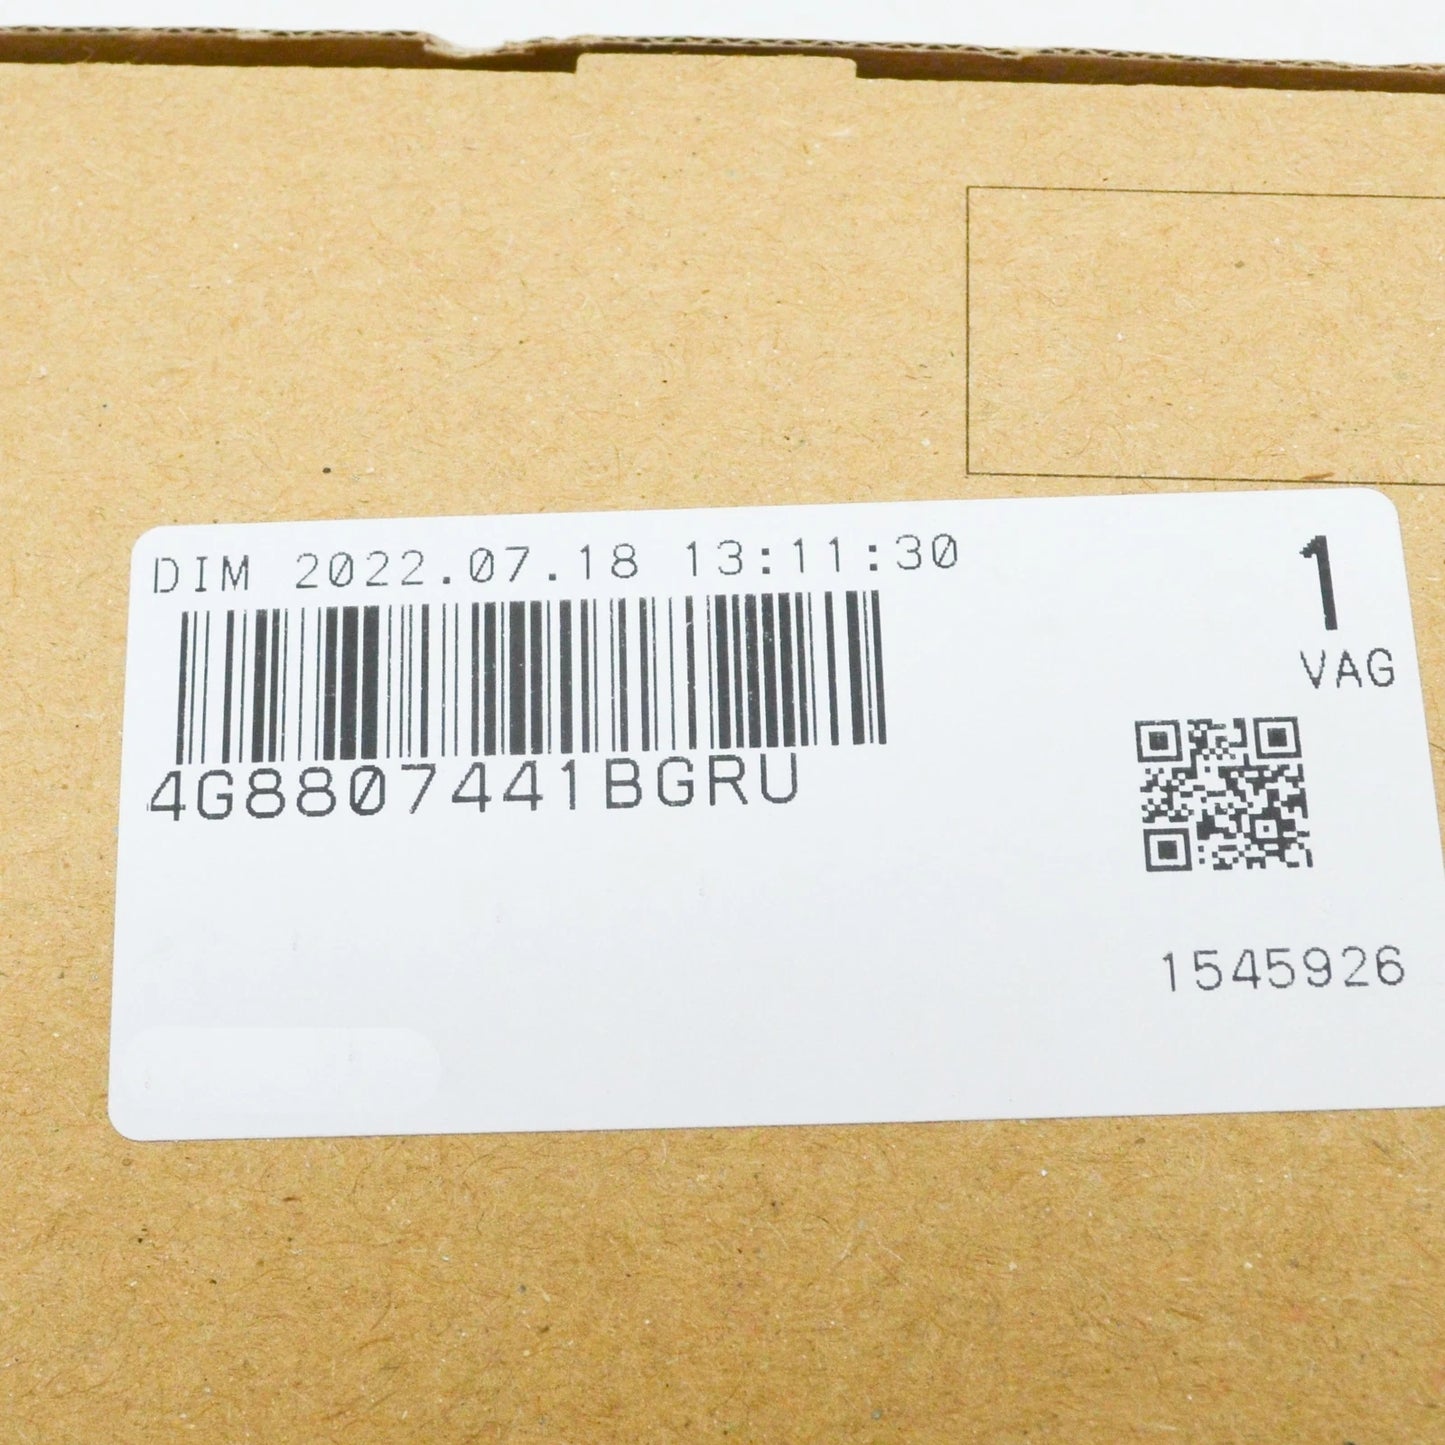 DIM 2022.07.18 13:11:30
1
VAG
4G8807441BGRU
1545926